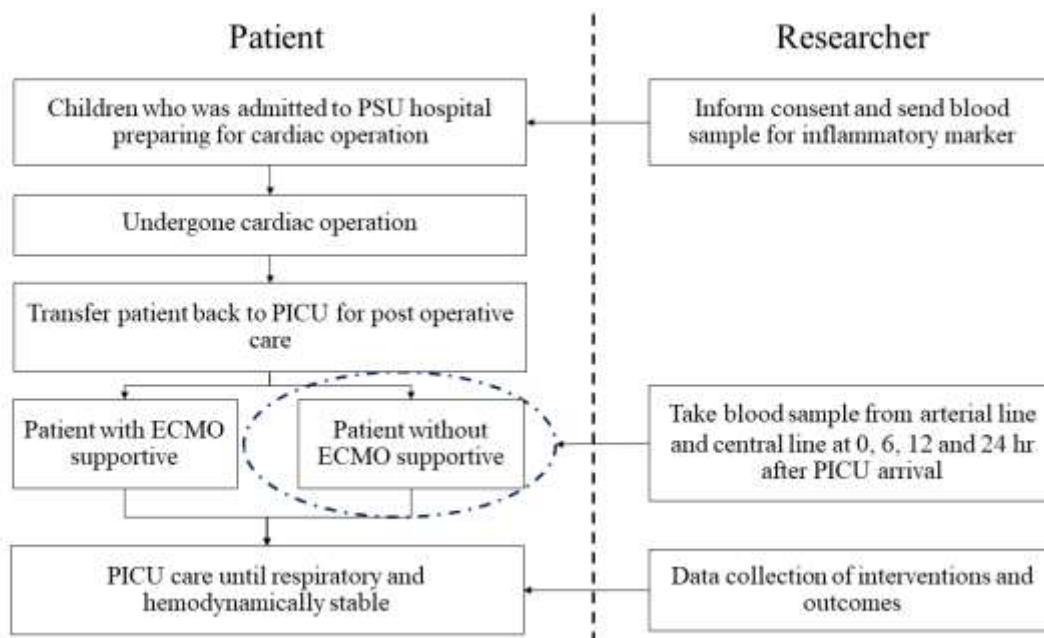 Patient
Researcher
Children who was admitted to PSU hospital
preparing for cardiac operation
Inform consent and send blood
sample for inflammatory marker
Undergone cardiac operation
Transfer patient back to PICU for post operative
care
Patient with ECMO
supportive
Patient without
ECMO supportive
Take blood sample from arterial line
and central line at 0, 6, 12 and 24 hr
after PICU arrival
PICU care until respiratory and
hemodynamically stable
Data collection of interventions and
outcomes